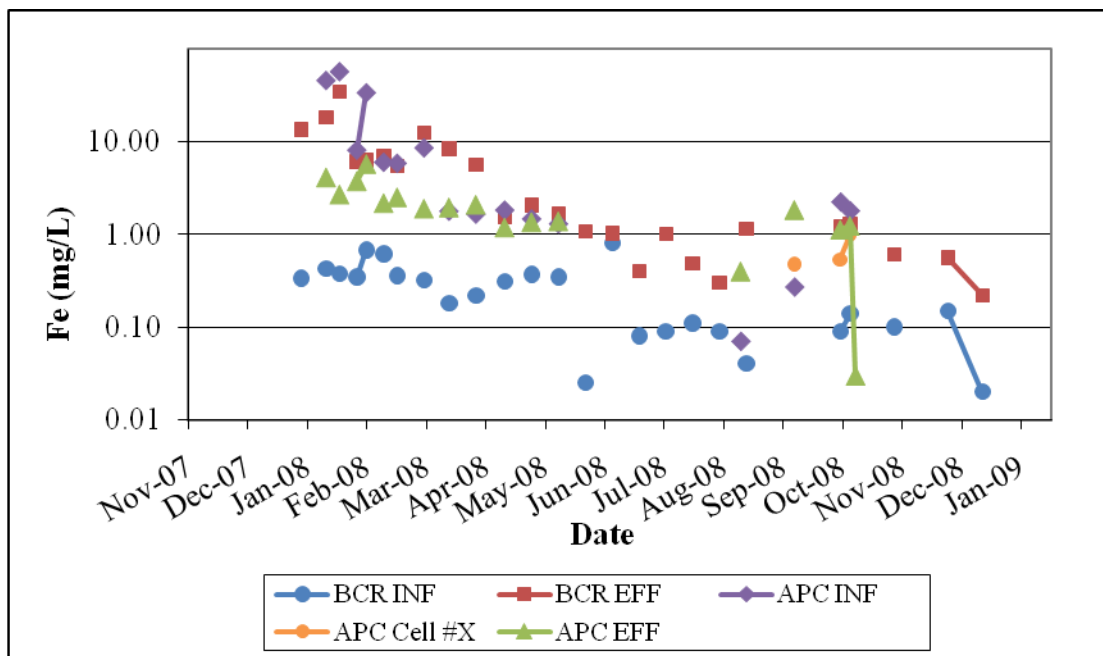 10.00
1.00
0.10
0.01
Fe (mg/L)
Nov-07
Dec-07
Jan-08
Feb-08
Mar-08
Apr-08
May-08
Jun-08
Jul-08
Aug-08
Sep-08
Oct-08
Nov-08
Dec-08
Jan-09
Date
BCR INF
BCR EFF
APC INF
APC Cell #X
APC EFF